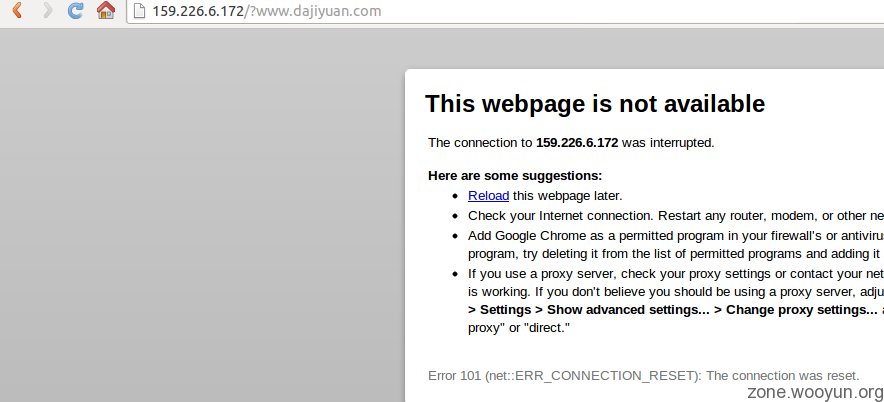 159.226.6.172/?www.dajiyuan.com
This webpage is not available
The connection to 159.226.6.172 was interrupted.
Here are some suggestions:
Reload this webpage later.
Check your Internet connection. Restart any router, modem, or other ne
Add Google Chrome as a permitted program in your firewall's or antiviru
program, try deleting it from the list of permitted programs and adding it
If you use a proxy server, check your proxy settings or contact your net
is working. If you don't believe you should be using a proxy server, adju
> Settings > Show advanced settings... > Change proxy settings...
proxy" or "direct."
Error 101 (net::ERR_CONNECTION_RESET): The connection was reset.
zone.wooyun.org